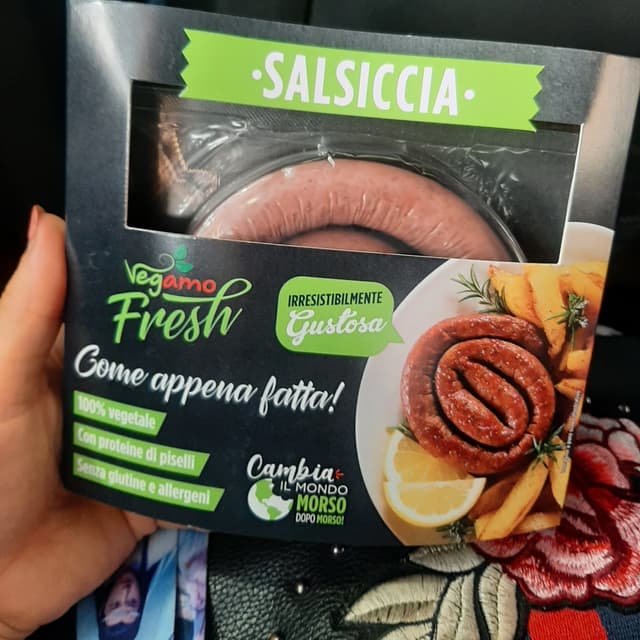 ·SALSICCIA·
vegamo
Fresh
IRRESISTIBILMENTE
Gustosa
Come appena fatta!
100% vegetale
Con proteine di piselli
Senza glutine e allergeni
Cambia
IL MONDO
MORSO
DOPO MORSO!